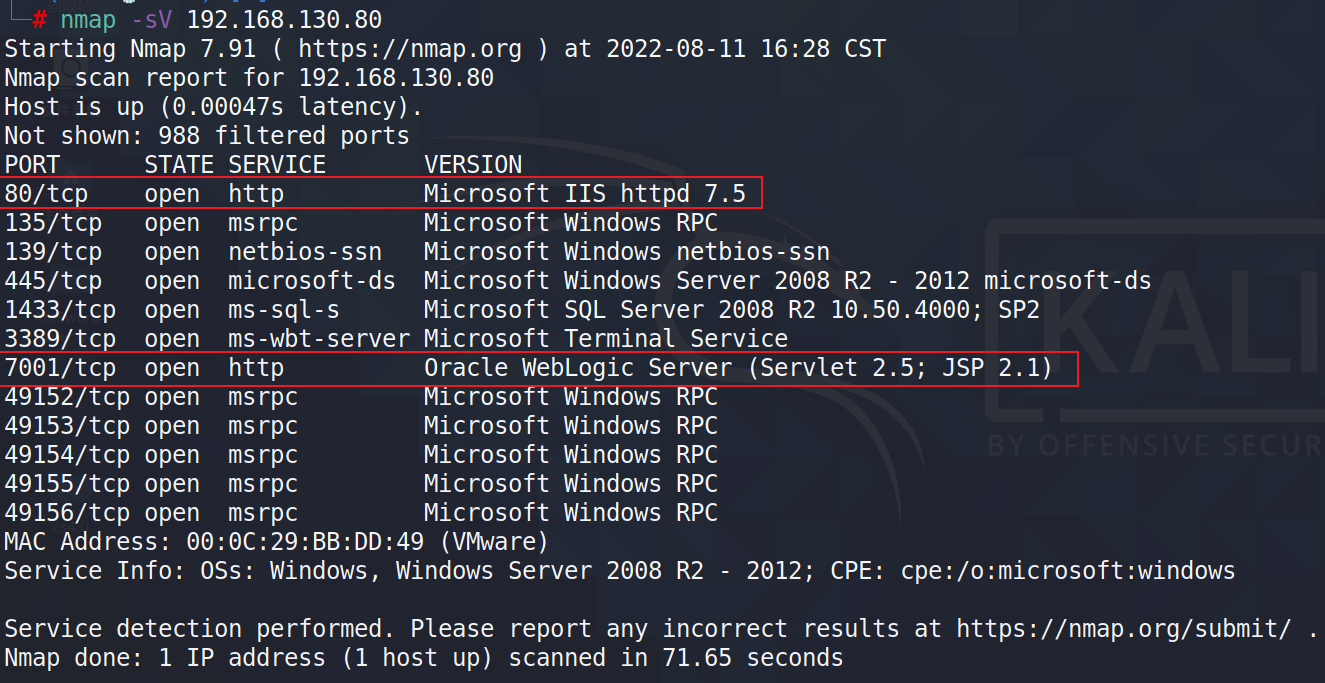 # nmap -sV 192.168.130.80
Starting Nmap 7.91 ( https://nmap.org ) at 2022-08-11 16:28 CST
Nmap scan report for 192.168.130.80
Host is up (0.00047s latency).
Not shown: 988 filtered ports
PORT      STATE SERVICE       VERSION
80/tcp    open  http          Microsoft IIS httpd 7.5
135/tcp   open  msrpc         Microsoft Windows RPC
139/tcp   open  netbios-ssn   Microsoft Windows netbios-ssn
445/tcp   open  microsoft-ds  Microsoft Windows Server 2008 R2 - 2012 microsoft-ds
1433/tcp  open  ms-sql-s      Microsoft SQL Server 2008 R2 10.50.4000; SP2
3389/tcp  open  ms-wbt-server Microsoft Terminal Service
7001/tcp  open  http          Oracle WebLogic Server (Servlet 2.5; JSP 2.1)
49152/tcp open  msrpc         Microsoft Windows RPC
49153/tcp open  msrpc         Microsoft Windows RPC
49154/tcp open  msrpc         Microsoft Windows RPC
49155/tcp open  msrpc         Microsoft Windows RPC
49156/tcp open  msrpc         Microsoft Windows RPC
MAC Address: 00:0C:29:BB:DD:49 (VMware)
Service Info: OSs: Windows, Windows Server 2008 R2 - 2012; CPE: cpe:/o:microsoft:windows
Service detection performed. Please report any incorrect results at https://nmap.org/submit/ .
Nmap done: 1 IP address (1 host up) scanned in 71.65 seconds
KALI
BY OFFENSIVE SECUR